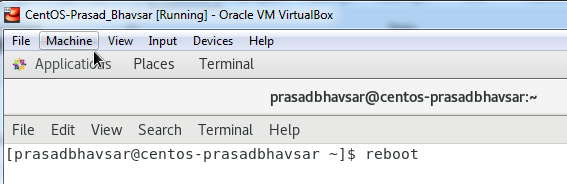 CentOS-Prasad_Bhavsar [Running] - Oracle VM VirtualBox
File Machine View Input Devices Help
Applications Places Terminal
prasadbhavsar@centos-prasadbhavsar:~
File Edit View Search Terminal Help
[prasadbhavsar@centos-prasadbhavsar ~]$ reboot